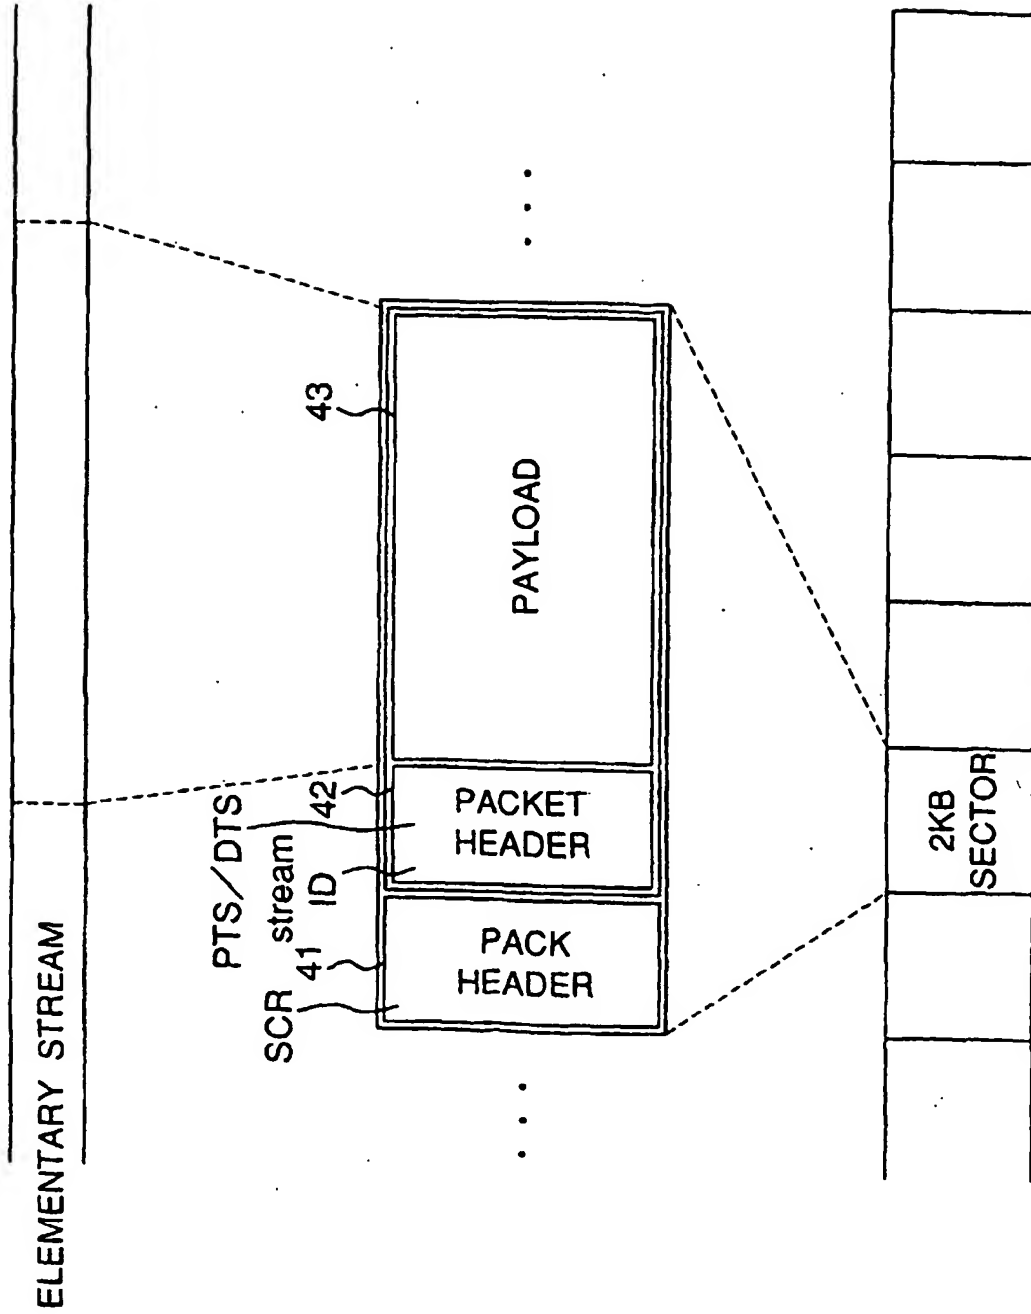 ELEMENTARY STREAM
PTS/DTS
stream
ID
42
43
SCR
41
PACK
HEADER
PACKET
HEADER
PAYLOAD
2KB
SECTOR